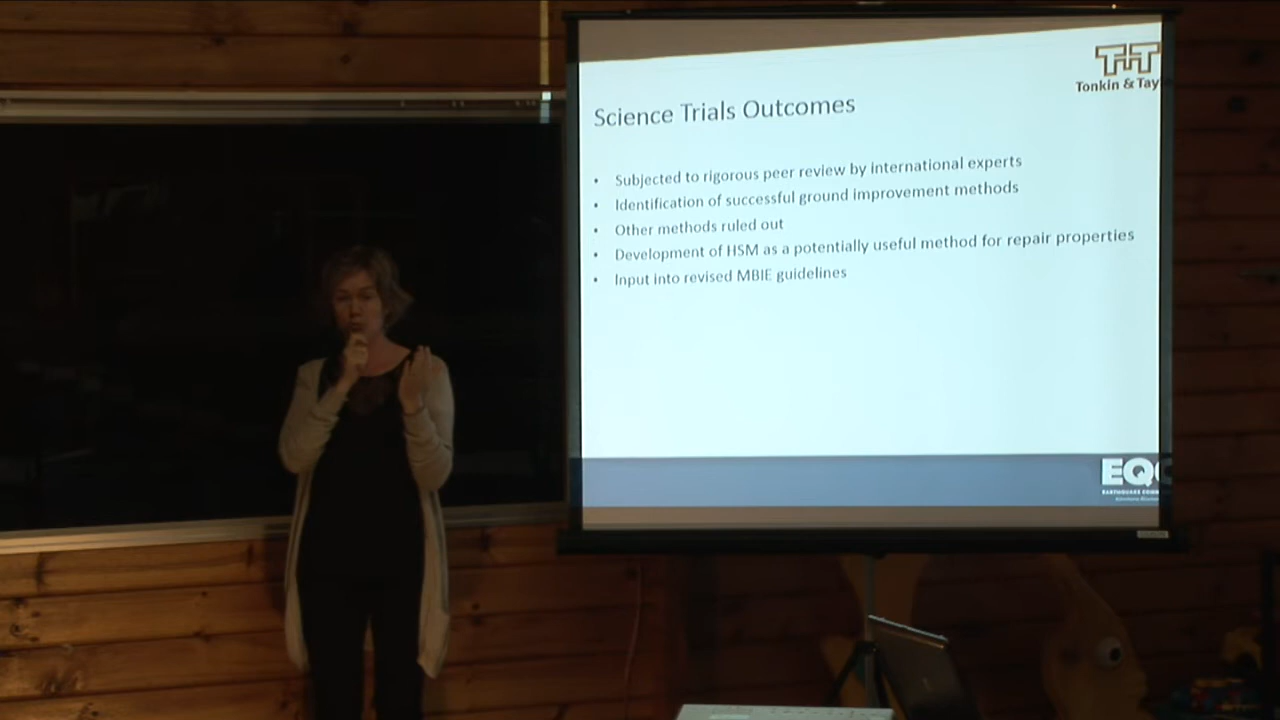 Tonkin & Tay
Science Trials Outcomes
• Subjected to rigorous peer review by international experts
• Identification of successful ground improvement methods
• Other methods ruled out
• Development of HSM as a potentially useful method for repair properties
• Input into revised MBIE guidelines
EQC
EARTHQUAKE COMM